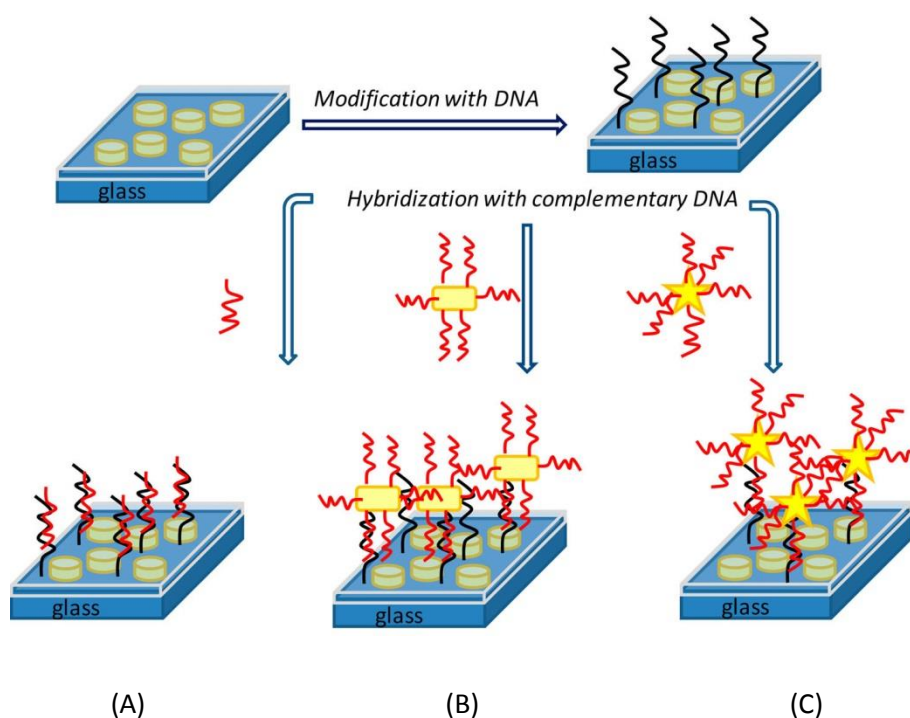 Modification with DNA
glass
glass
Hybridization with complementary DNA
glass
glass
glass
(A)
(B)
(C)